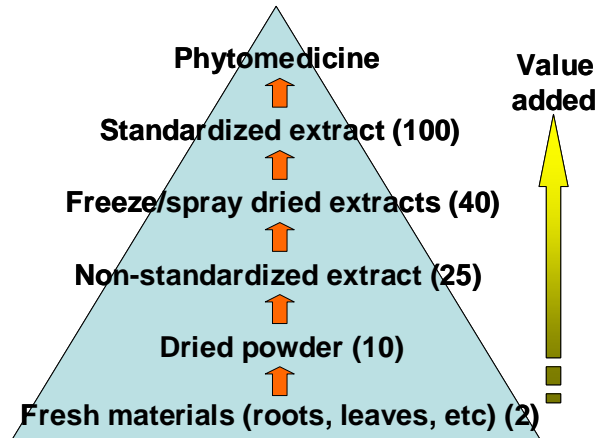 Phytomedicine
Standardized extract (100)
Freeze/spray dried extracts (40)
Non-standardized extract (25)
Dried powder (10)
Fresh materials (roots, leaves, etc) (2)
Value
added